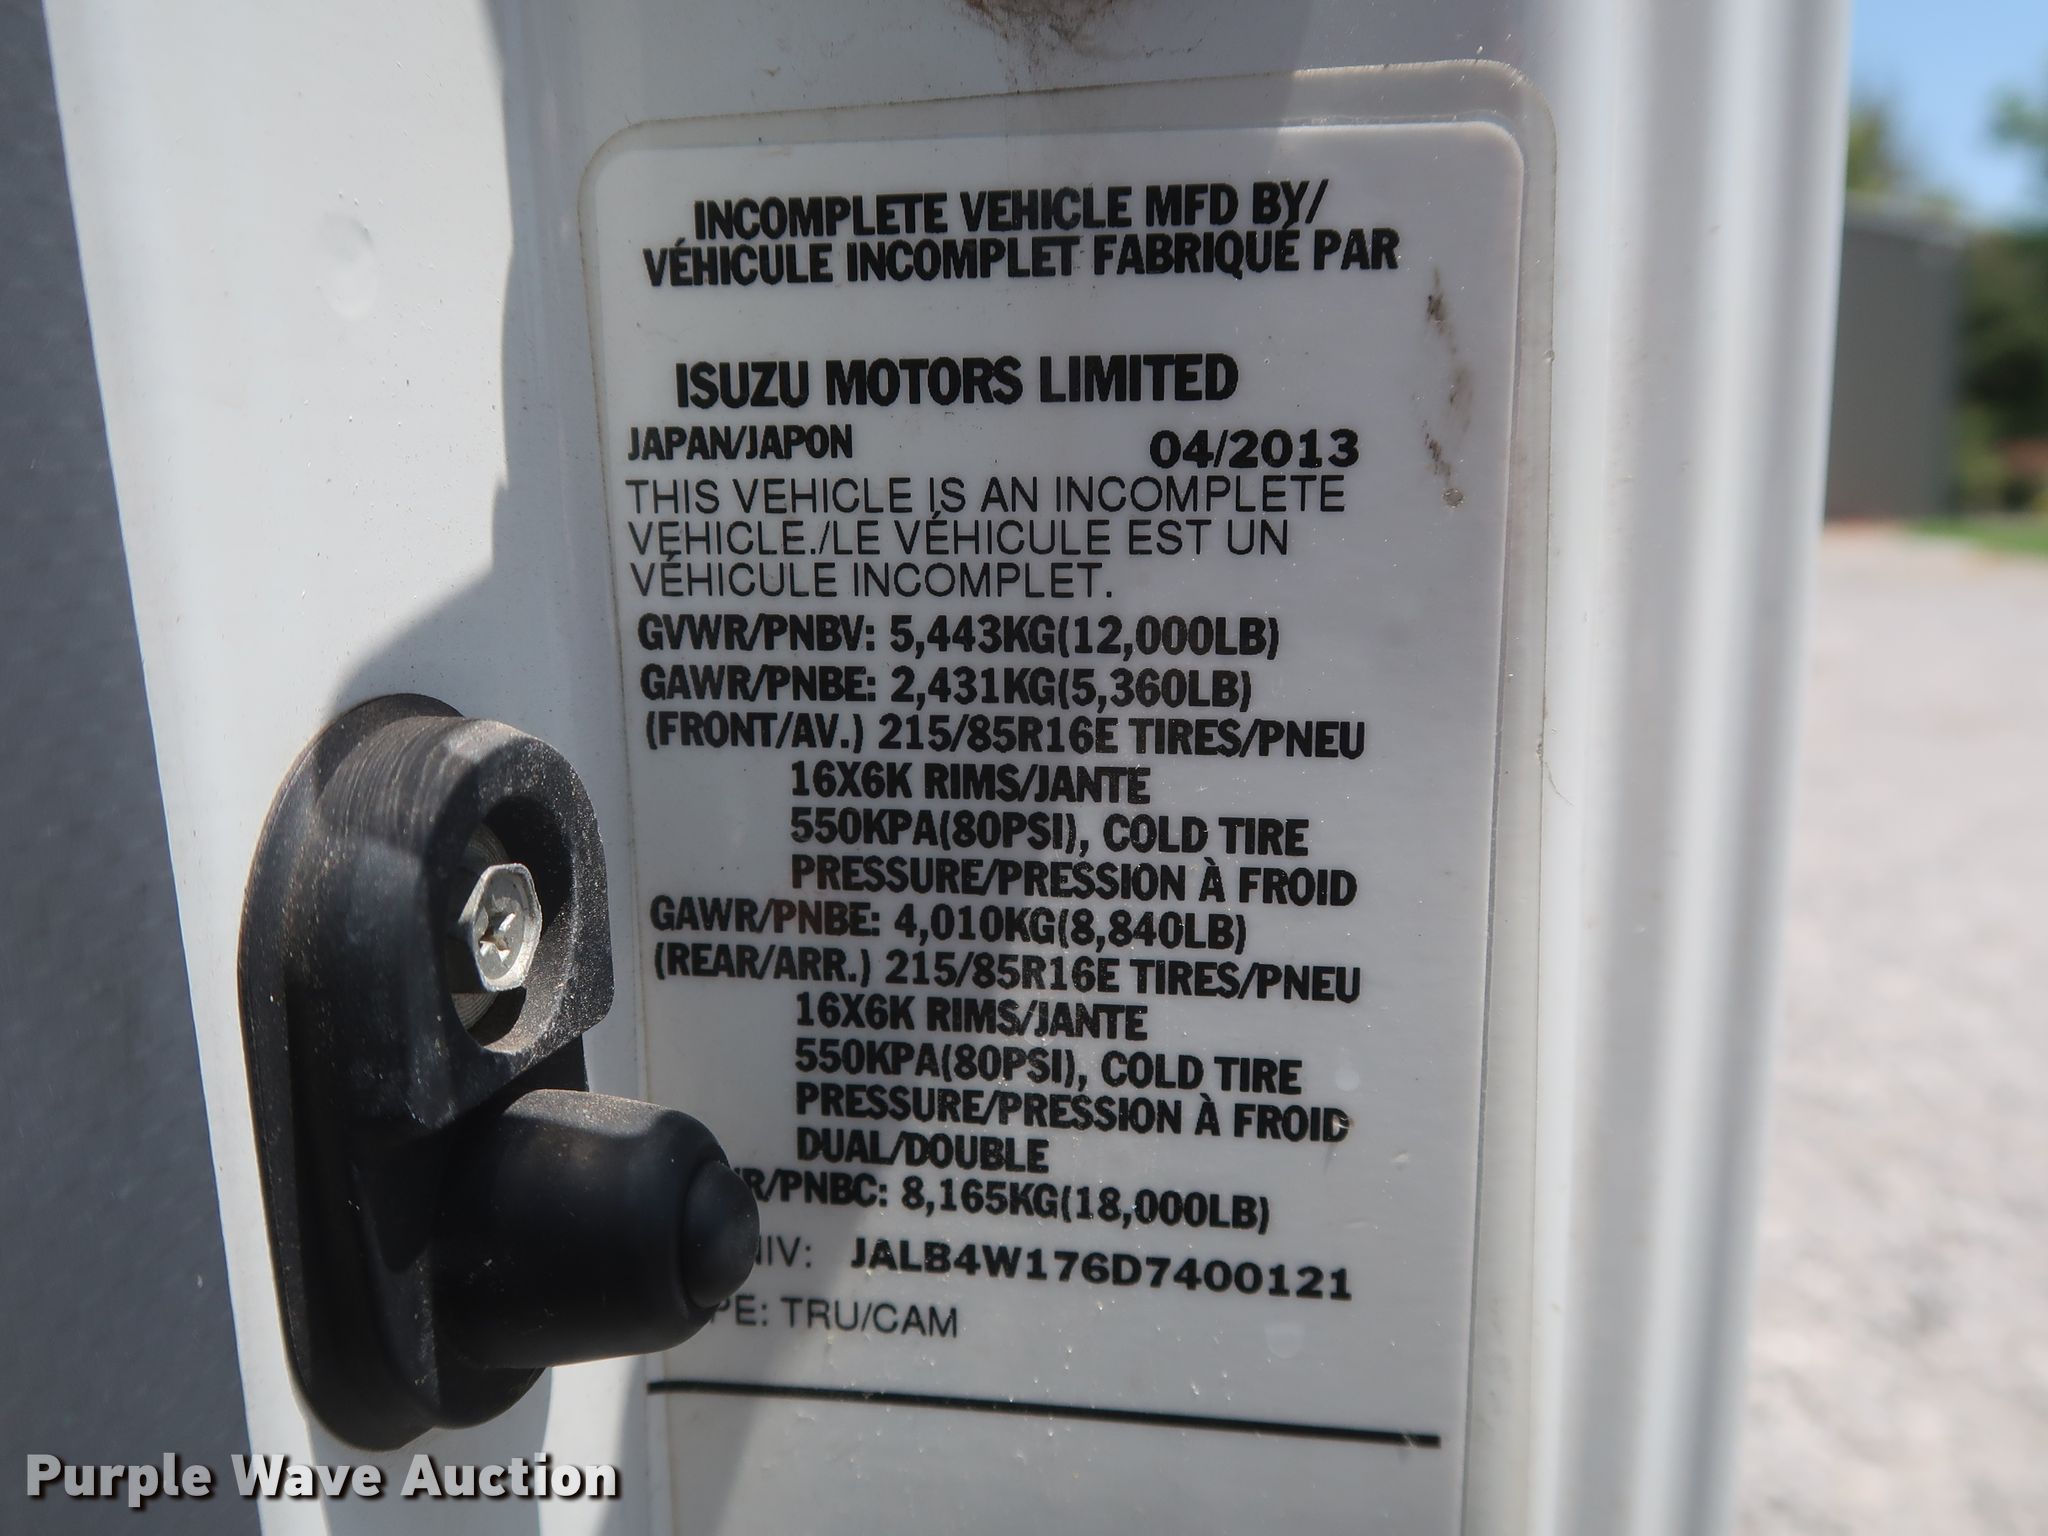 INCOMPLETE VEHICLE MFD BY/
VÉHICULE INCOMPLET FABRIQUÉ PAR
ISUZU MOTORS LIMITED
JAPAN/JAPON 04/2013
THIS VEHICLE IS AN INCOMPLETE
VEHICLE./LE VÉHICULE EST UN
VÉHICULE INCOMPLET.
GVWR/PNBV: 5,443KG(12,000LB)
GAWR/PNBE: 2,431KG(5,360LB)
(FRONT/AV.) 215/85R16E TIRES/PNEU
16X6K RIMS/JANTE
550KPA(80PSI), COLD TIRE
PRESSURE/PRESSION À FROID
GAWR/PNBE: 4,010KG(8,840LB)
(REAR/ARR.) 215/85R16E TIRES/PNEU
16X6K RIMS/JANTE
550KPA(80PSI), COLD TIRE
PRESSURE/PRESSION À FROID
DUAL/DOUBLE
R/PNBC: 8,165KG(18,000LB)
IV: JALB4W176D7400121
PE: TRU/CAM
Purple Wave Auction